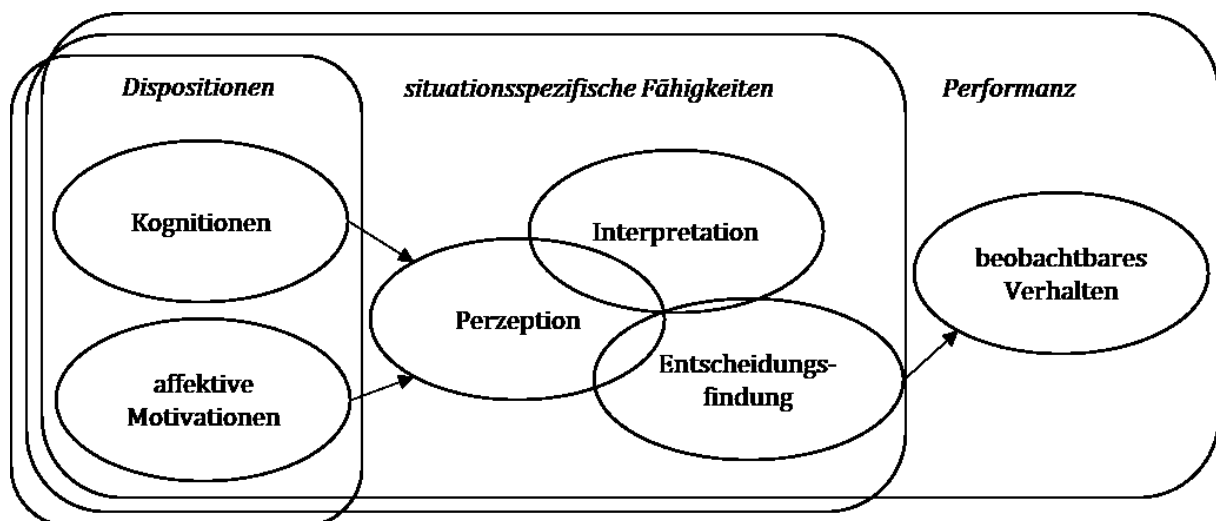 Dispositionen
situationsspezifische Fähigkeiten
Performanz
Kognitionen
affektive
Motivationen
Perzeption
Interpretation
Entscheidungs-
findung
beobachtbares
Verhalten